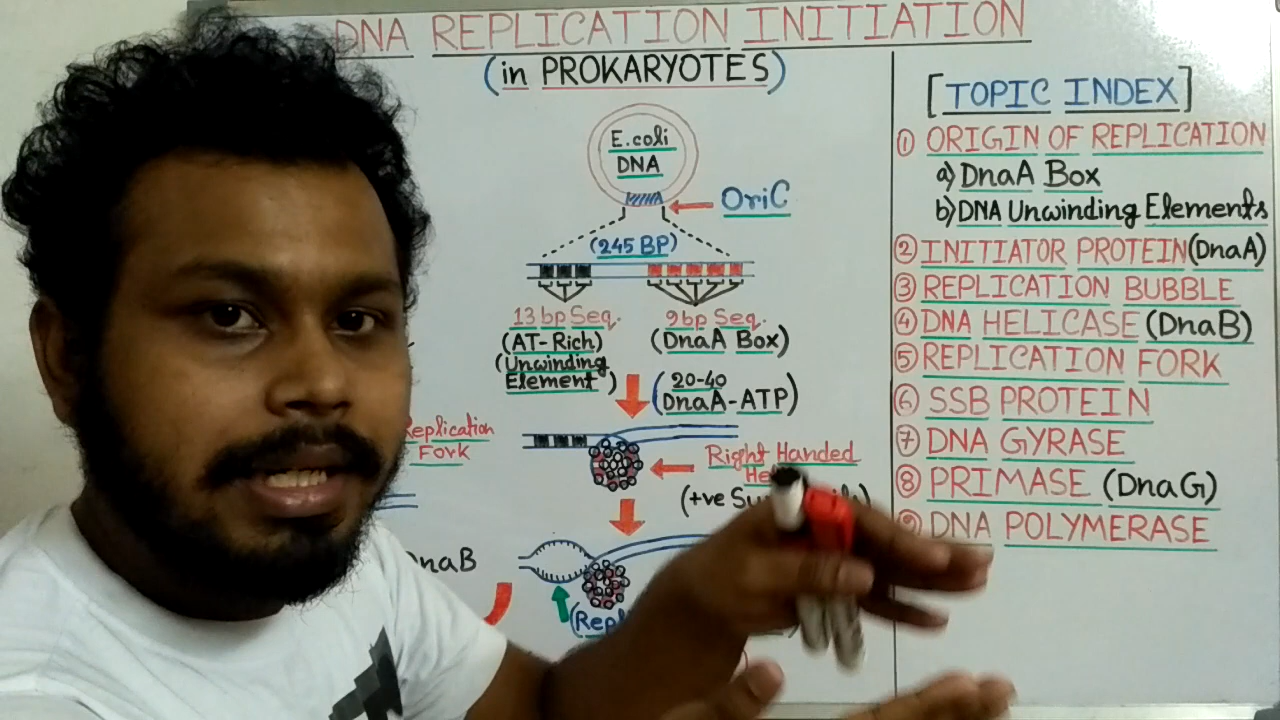 DNA REPLICATION INITIATION
(in PROKARYOTES)
E.coli
DNA
OriC
(245 BP)
13 bp Seq.
(AT-Rich)
(Unwinding
Element)
9 bp Seq.
(DnaA Box)
(20-40
DnaA-ATP)
Replication
Fork
Right Handed
(+ve
DnaB
[TOPIC INDEX]
① ORIGIN OF REPLICATION
a) DnaA Box
b) DNA Unwinding Elements
② INITIATOR PROTEIN (DnaA)
③ REPLICATION BUBBLE
④ DNA HELICASE (DnaB)
⑤ REPLICATION FORK
⑥ SSB PROTEIN
⑦ DNA GYRASE
⑧ PRIMASE (DnaG)
⑨ DNA POLYMERASE